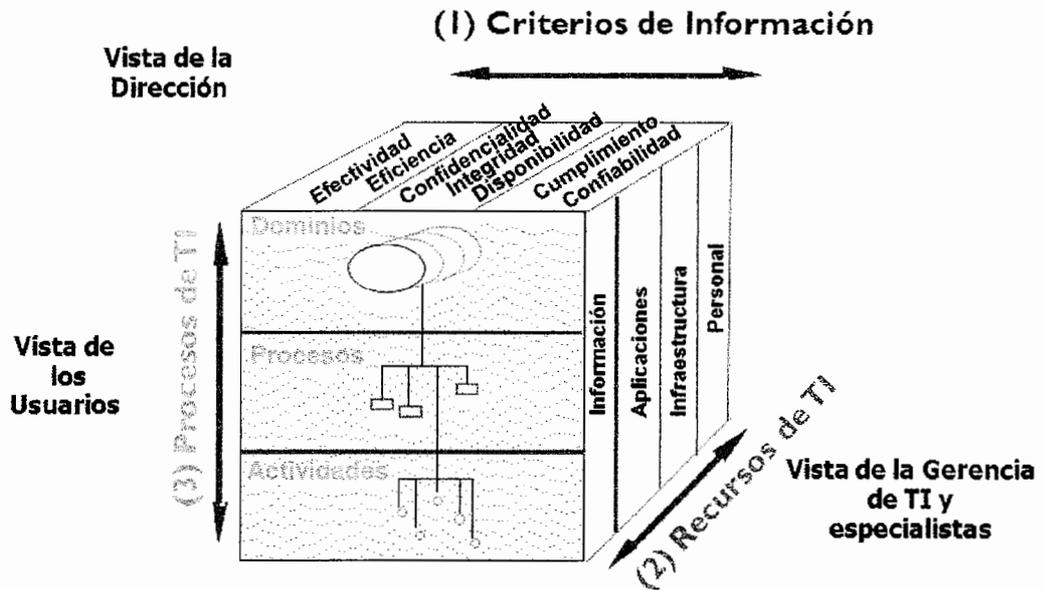 (1) Criterios de Información
Vista de la
Dirección
Efectividad
Eficiencia
Confidencialidad
Integridad
Disponibilidad
Cumplimiento
Confiabilidad
Dominios
Procesos
Actividades
(3) Procesos de TI
Vista de
los
Usuarios
Información
Aplicaciones
Infraestructura
Personal
(2) Recursos de TI
Vista de la Gerencia
de TI y
especialistas